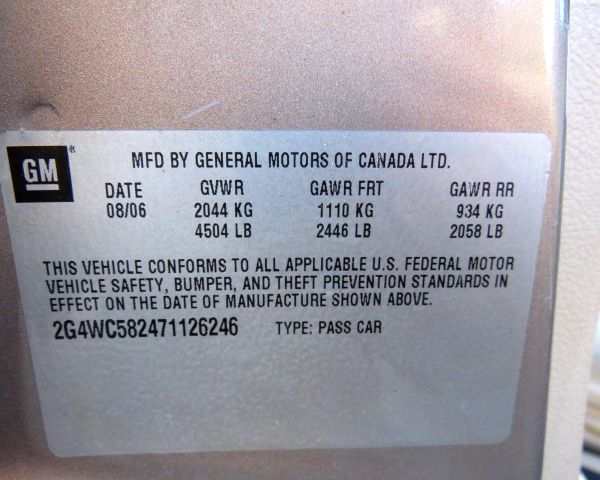 GM®
MFD BY GENERAL MOTORS OF CANADA LTD.
DATE GVWR GAWR FRT GAWR RR
08/06 2044 KG 1110 KG 934 KG
4504 LB 2446 LB 2058 LB
THIS VEHICLE CONFORMS TO ALL APPLICABLE U.S. FEDERAL MOTOR
VEHICLE SAFETY, BUMPER, AND THEFT PREVENTION STANDARDS IN
EFFECT ON THE DATE OF MANUFACTURE SHOWN ABOVE.
2G4WC582471126246 TYPE: PASS CAR